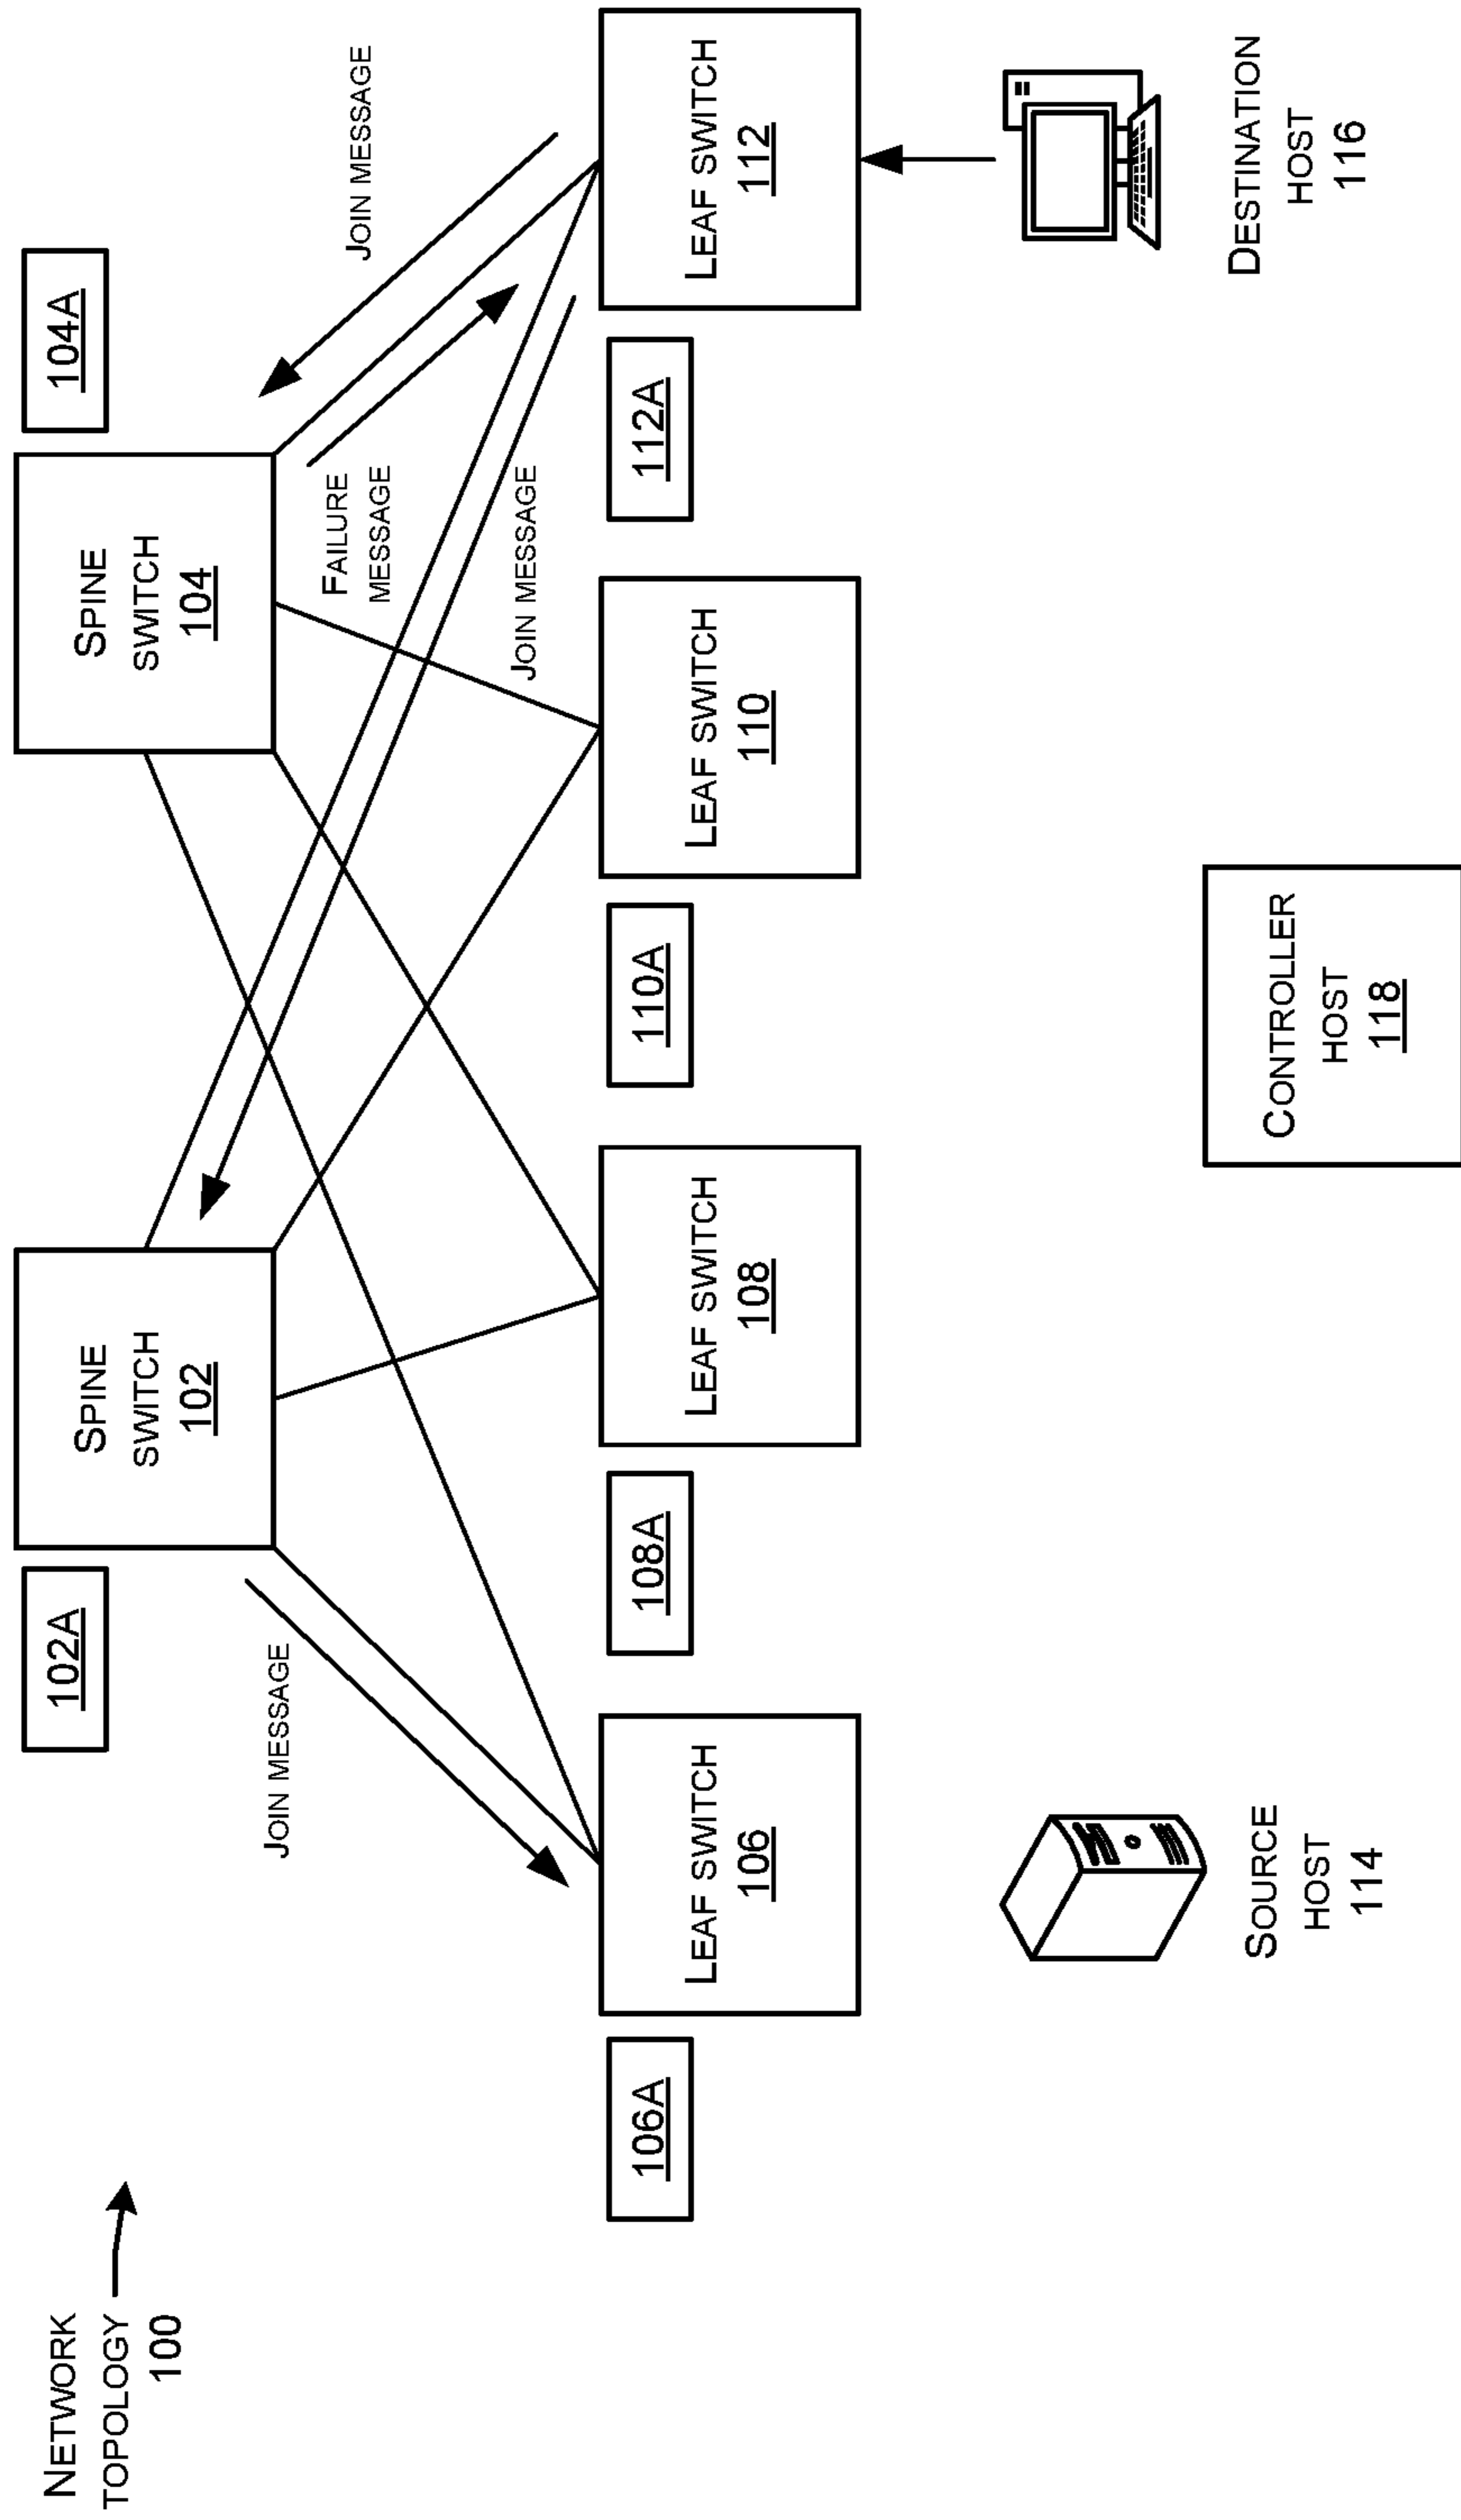 NETWORK
TOPOLOGY
100
102A
SPINE
SWITCH
102
SPINE
SWITCH
104
104A
JOIN MESSAGE
FAILURE
MESSAGE
JOIN MESSAGE
JOIN MESSAGE
106A
LEAF SWITCH
106
108A
LEAF SWITCH
108
110A
LEAF SWITCH
110
112A
LEAF SWITCH
112
SOURCE
HOST
114
CONTROLLER
HOST
118
DESTINATION
HOST
116